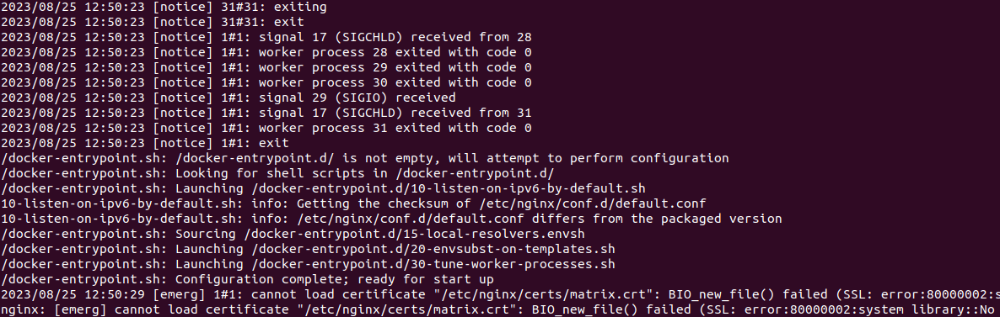 2023/08/25 12:50:23 [notice] 31#31: exiting
2023/08/25 12:50:23 [notice] 31#31: exit
2023/08/25 12:50:23 [notice] 1#1: signal 17 (SIGCHLD) received from 28
2023/08/25 12:50:23 [notice] 1#1: worker process 28 exited with code 0
2023/08/25 12:50:23 [notice] 1#1: worker process 29 exited with code 0
2023/08/25 12:50:23 [notice] 1#1: worker process 30 exited with code 0
2023/08/25 12:50:23 [notice] 1#1: signal 29 (SIGIO) received
2023/08/25 12:50:23 [notice] 1#1: signal 17 (SIGCHLD) received from 31
2023/08/25 12:50:23 [notice] 1#1: worker process 31 exited with code 0
2023/08/25 12:50:23 [notice] 1#1: exit
/docker-entrypoint.sh: /docker-entrypoint.d/ is not empty, will attempt to perform configuration
/docker-entrypoint.sh: Looking for shell scripts in /docker-entrypoint.d/
/docker-entrypoint.sh: Launching /docker-entrypoint.d/10-listen-on-ipv6-by-default.sh
10-listen-on-ipv6-by-default.sh: info: Getting the checksum of /etc/nginx/conf.d/default.conf
10-listen-on-ipv6-by-default.sh: info: /etc/nginx/conf.d/default.conf differs from the packaged version
/docker-entrypoint.sh: Sourcing /docker-entrypoint.d/15-local-resolvers.envsh
/docker-entrypoint.sh: Launching /docker-entrypoint.d/20-envsubst-on-templates.sh
/docker-entrypoint.sh: Launching /docker-entrypoint.d/30-tune-worker-processes.sh
/docker-entrypoint.sh: Configuration complete; ready for start up
2023/08/25 12:50:29 [emerg] 1#1: cannot load certificate "/etc/nginx/certs/matrix.crt": BIO_new_file() failed (SSL: error:80000002:s
nginx: [emerg] cannot load certificate "/etc/nginx/certs/matrix.crt": BIO_new_file() failed (SSL: error:80000002:system library::No